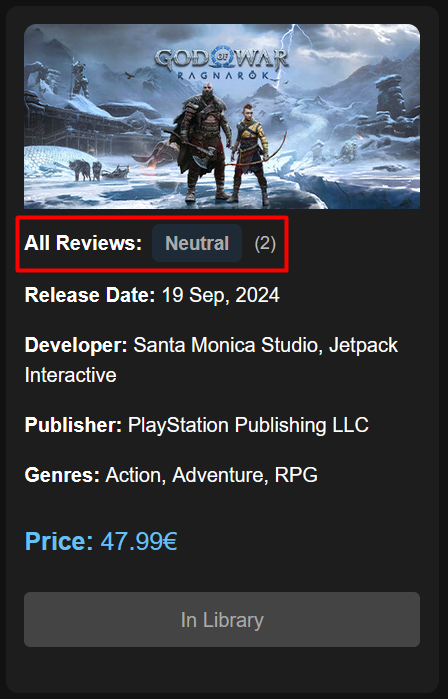 GOD OF WAR
RAGNARÖK
All Reviews: Neutral (2)
Release Date: 19 Sep, 2024
Developer: Santa Monica Studio, Jetpack
Interactive
Publisher: PlayStation Publishing LLC
Genres: Action, Adventure, RPG
Price: 47.99€
In Library